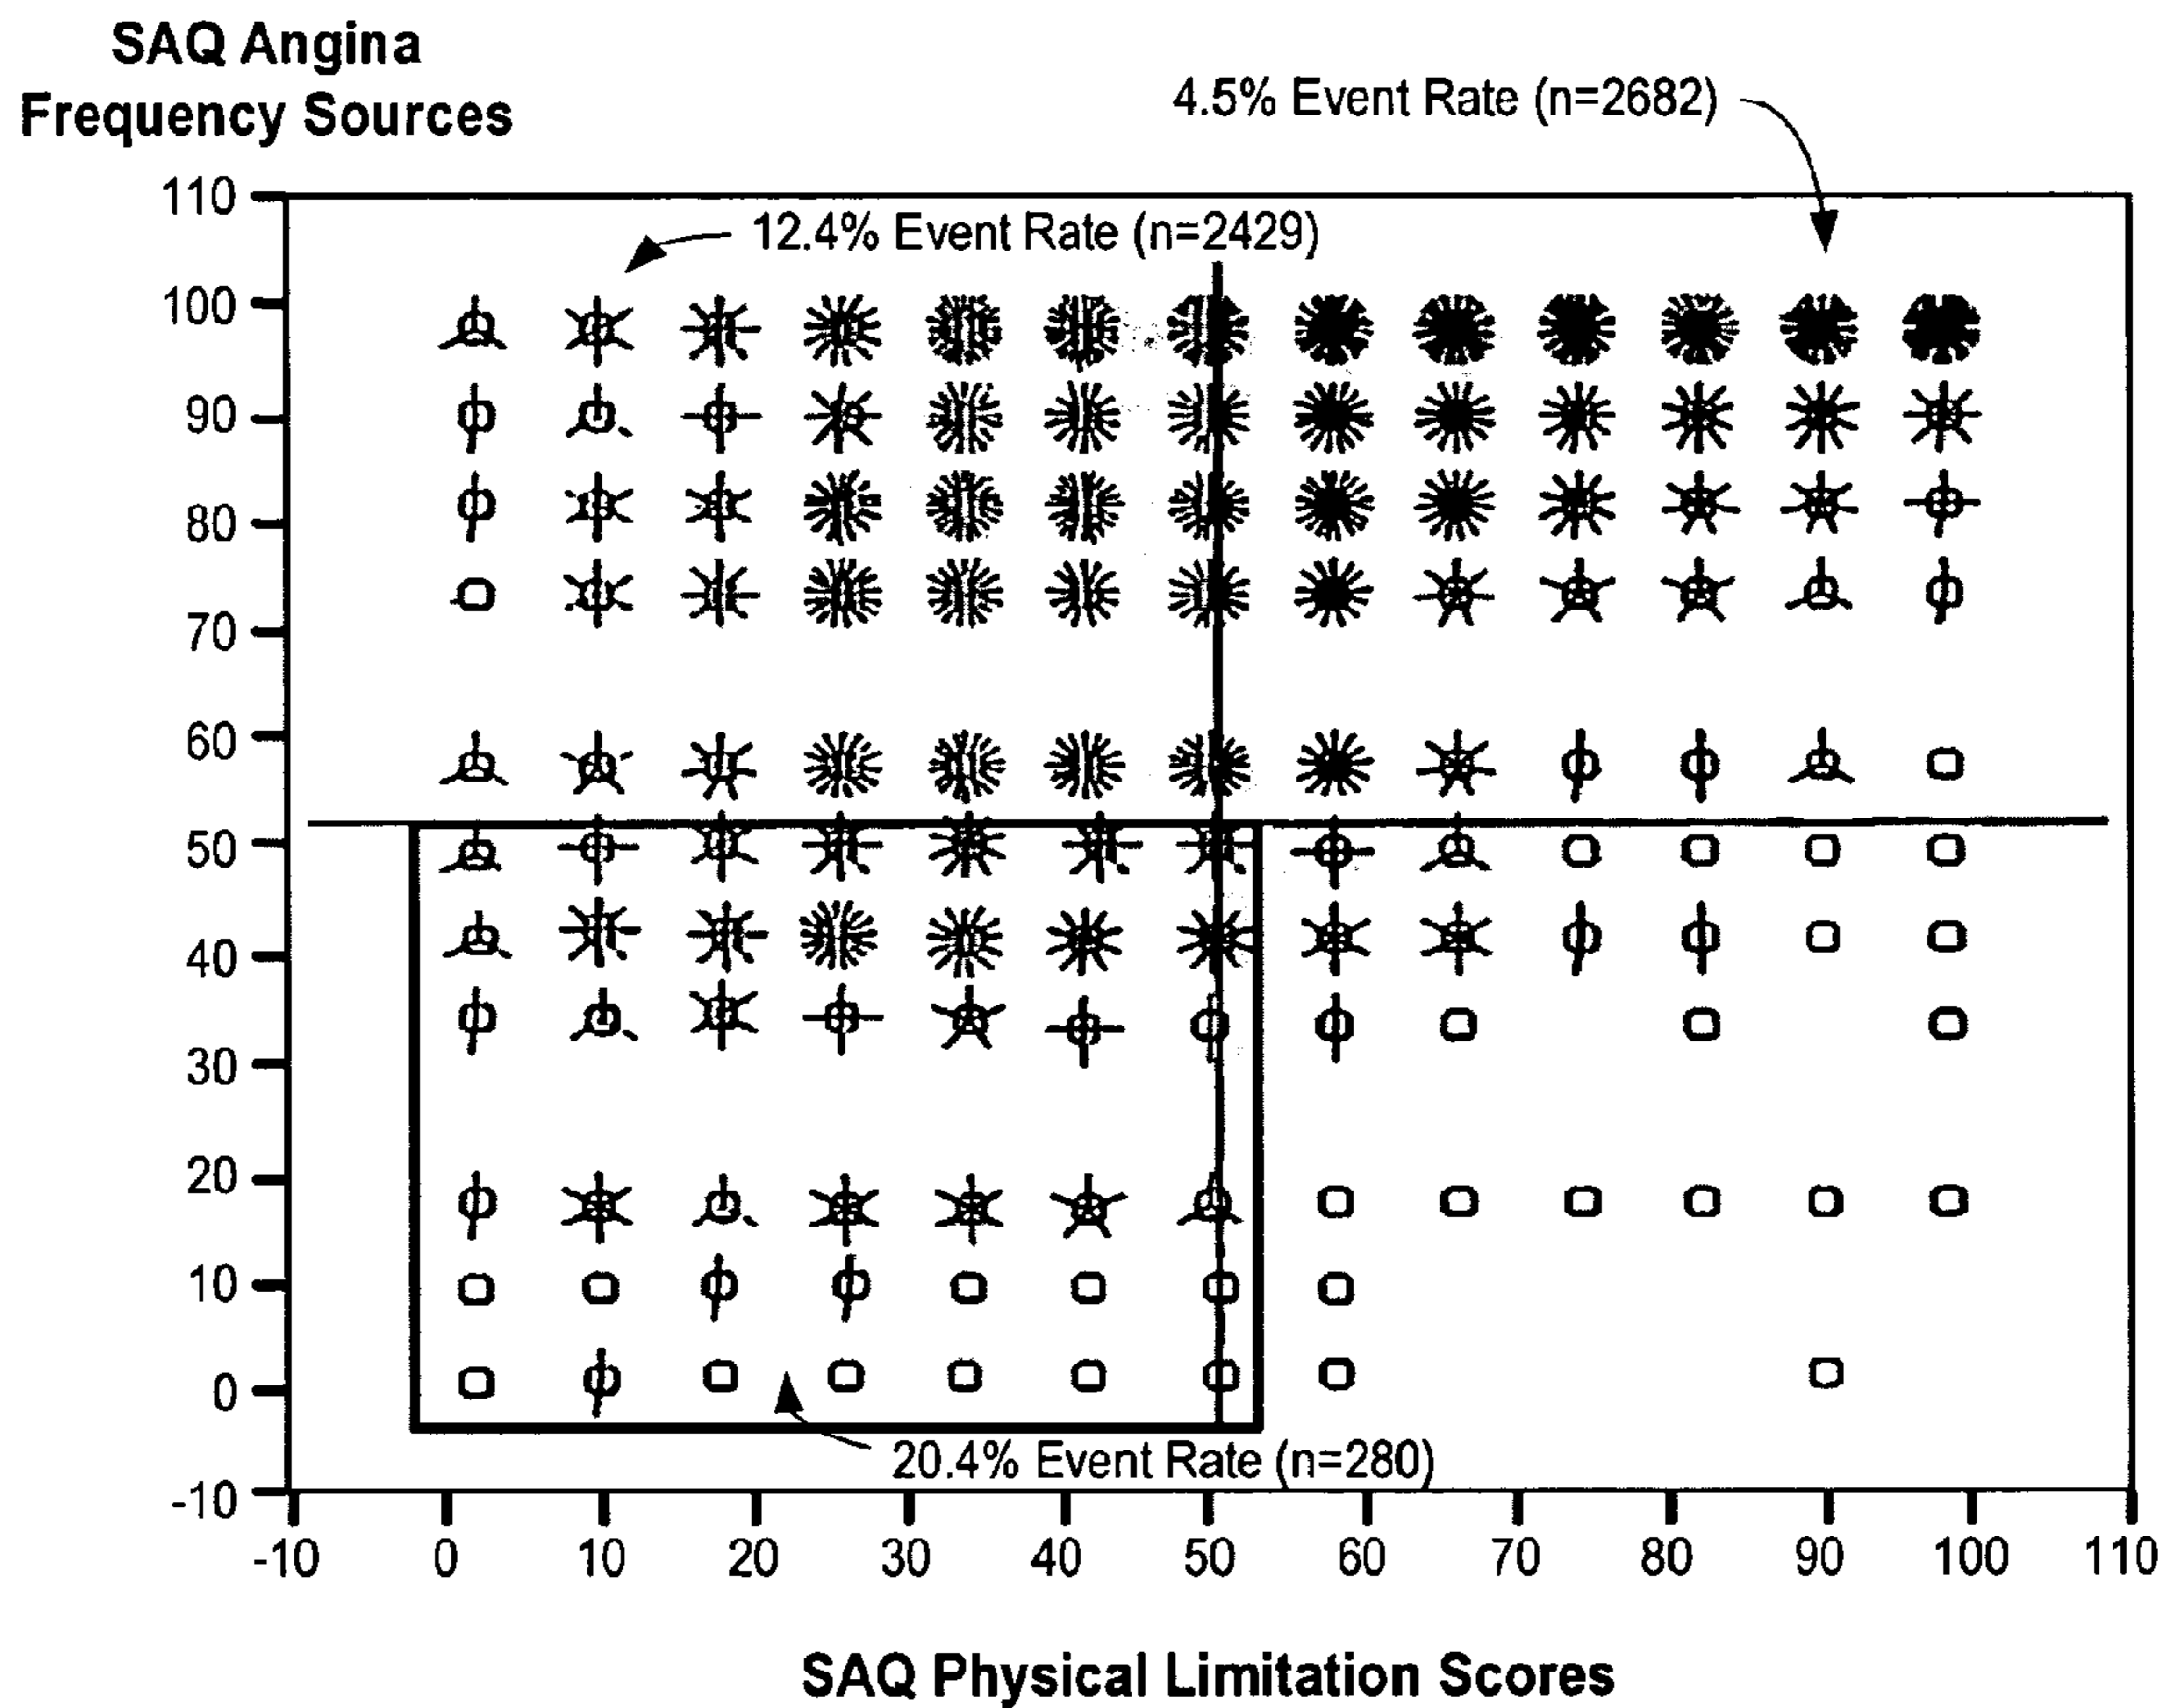 SAQ Angina
Frequency Sources
4.5% Event Rate (n=2682)
110
12.4% Event Rate (n=2429)
100
90
80
70
60
50
40
30
20
10
0
20.4% Event Rate (n=280)
-10
-10 0 10 20 30 40 50 60 70 80 90 100 110
SAQ Physical Limitation Scores